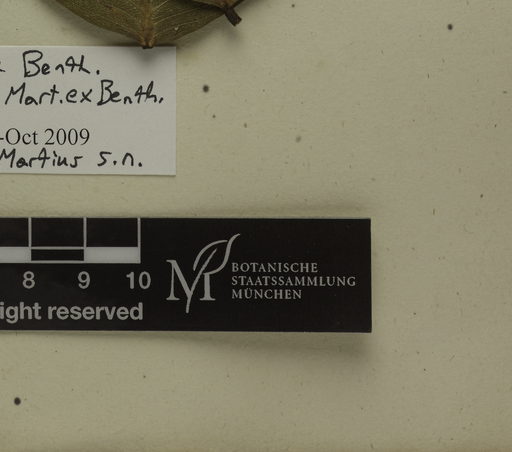 Benth.
Mart.ex Benth.
-Oct 2009
Martius s.n.
8 9 10
ight reserved
M
BOTANISCHE
STAATSSAMMLUNG
MÜNCHEN